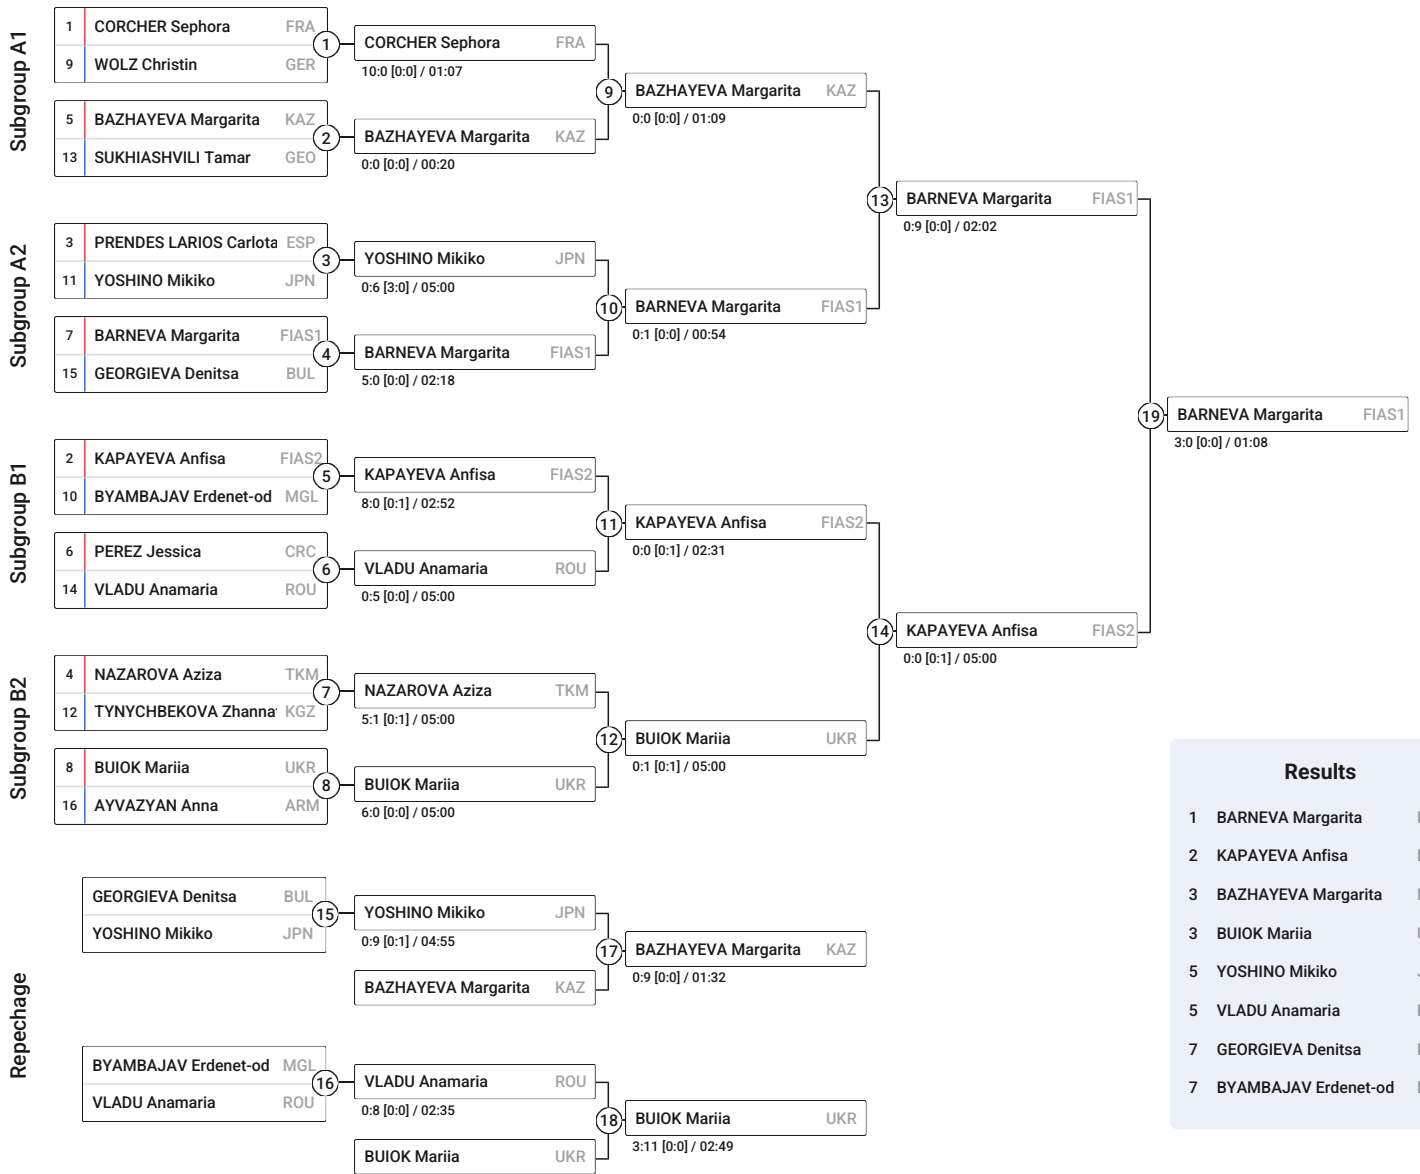 Subgroup A1
1 CORCHER Sephora FRA
9 WOLZ Christin GER
1
CORCHER Sephora FRA
10:0 [0:0] / 01:07
5 BAZHAYEVA Margarita KAZ
13 SUKHIASHVILI Tamar GEO
2
BAZHAYEVA Margarita KAZ
0:0 [0:0] / 00:20
9
BAZHAYEVA Margarita KAZ
0:0 [0:0] / 01:09
Subgroup A2
3 PRENDES LARIOS Carlota ESP
11 YOSHINO Mikiko JPN
3
YOSHINO Mikiko JPN
0:6 [3:0] / 05:00
7 BARNEVA Margarita FIAS1
15 GEORGIEVA Denitsa BUL
4
BARNEVA Margarita FIAS1
5:0 [0:0] / 02:18
10
BARNEVA Margarita FIAS1
0:1 [0:0] / 00:54
13
BARNEVA Margarita FIAS1
0:9 [0:0] / 02:02
Subgroup B1
2 KAPAYEVA Anfisa FIAS2
10 BYAMBAJAV Erdenet-od MGL
5
KAPAYEVA Anfisa FIAS2
8:0 [0:1] / 02:52
6 PEREZ Jessica CRC
14 VLADU Anamaria ROU
6
VLADU Anamaria ROU
0:5 [0:0] / 05:00
11
KAPAYEVA Anfisa FIAS2
0:0 [0:1] / 02:31
Subgroup B2
4 NAZAROVA Aziza TKM
12 TYNYCHBEKOVA Zhanna KGZ
7
NAZAROVA Aziza TKM
5:1 [0:1] / 05:00
8 BUIOK Mariia UKR
16 AYVAZYAN Anna ARM
8
BUIOK Mariia UKR
6:0 [0:0] / 05:00
12
BUIOK Mariia UKR
0:1 [0:1] / 05:00
14
KAPAYEVA Anfisa FIAS2
0:0 [0:1] / 05:00
19
BARNEVA Margarita FIAS1
3:0 [0:0] / 01:08
Repechage
GEORGIEVA Denitsa BUL
YOSHINO Mikiko JPN
15
YOSHINO Mikiko JPN
0:9 [0:1] / 04:55
BAZHAYEVA Margarita KAZ
17
BAZHAYEVA Margarita KAZ
0:9 [0:0] / 01:32
BYAMBAJAV Erdenet-od MGL
VLADU Anamaria ROU
16
VLADU Anamaria ROU
0:8 [0:0] / 02:35
BUIOK Mariia UKR
18
BUIOK Mariia UKR
3:11 [0:0] / 02:49
Results
1 BARNEVA Margarita
2 KAPAYEVA Anfisa
3 BAZHAYEVA Margarita
3 BUIOK Mariia
5 YOSHINO Mikiko
5 VLADU Anamaria
7 GEORGIEVA Denitsa
7 BYAMBAJAV Erdenet-od